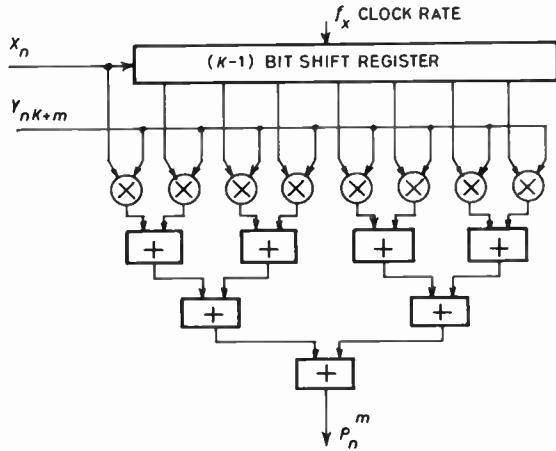 f_x CLOCK RATE
X_n
(K-1) BIT SHIFT REGISTER
Y_{nK+m}
× × × × × × × ×
+ + + +
+ +
+
P_n^m